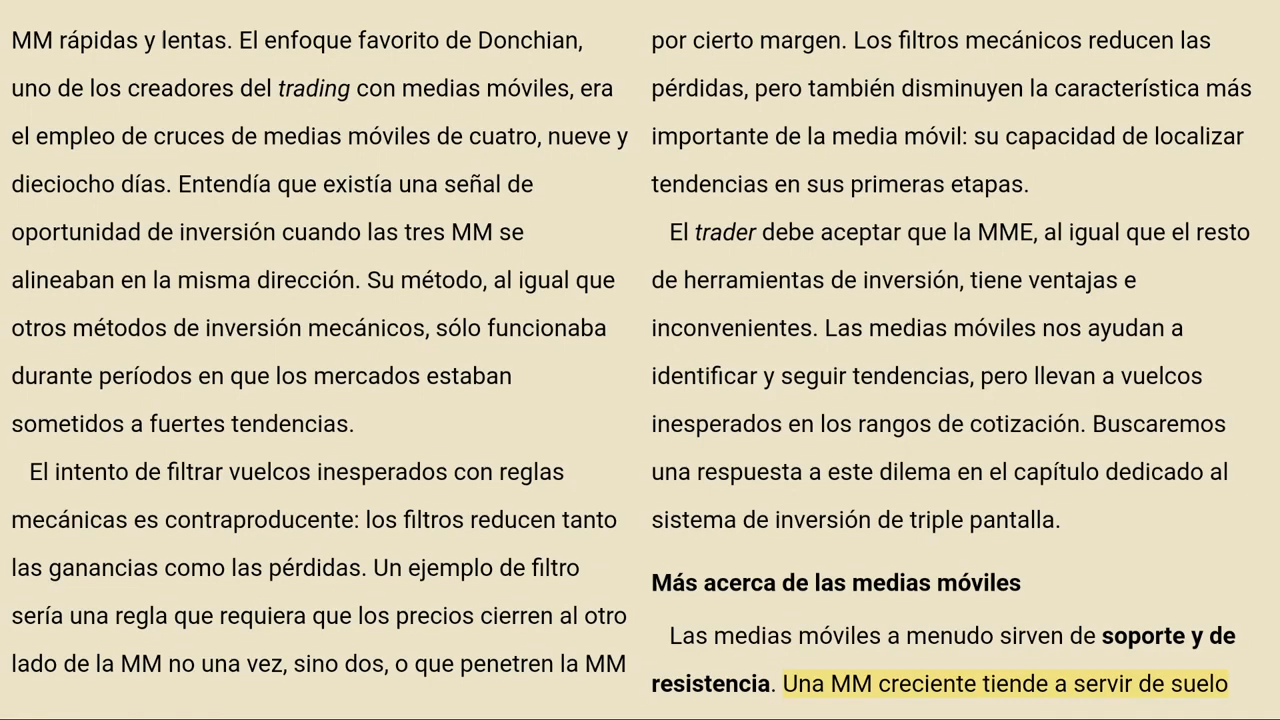 MM rápidas y lentas. El enfoque favorito de Donchian,
uno de los creadores del trading con medias móviles, era
el empleo de cruces de medias móviles de cuatro, nueve y
dieciocho días. Entendía que existía una señal de
oportunidad de inversión cuando las tres MM se
alineaban en la misma dirección. Su método, al igual que
otros métodos de inversión mecánicos, sólo funcionaba
durante períodos en que los mercados estaban
sometidos a fuertes tendencias.
El intento de filtrar vuelcos inesperados con reglas
mecánicas es contraproducente: los filtros reducen tanto
las ganancias como las pérdidas. Un ejemplo de filtro
sería una regla que requiera que los precios cierren al otro
lado de la MM no una vez, sino dos, o que penetren la MM
por cierto margen. Los filtros mecánicos reducen las
pérdidas, pero también disminuyen la característica más
importante de la media móvil: su capacidad de localizar
tendencias en sus primeras etapas.
El trader debe aceptar que la MME, al igual que el resto
de herramientas de inversión, tiene ventajas e
inconvenientes. Las medias móviles nos ayudan a
identificar y seguir tendencias, pero llevan a vuelcos
inesperados en los rangos de cotización. Buscaremos
una respuesta a este dilema en el capítulo dedicado al
sistema de inversión de triple pantalla.
Más acerca de las medias móviles
Las medias móviles a menudo sirven de soporte y de
resistencia. Una MM creciente tiende a servir de suelo